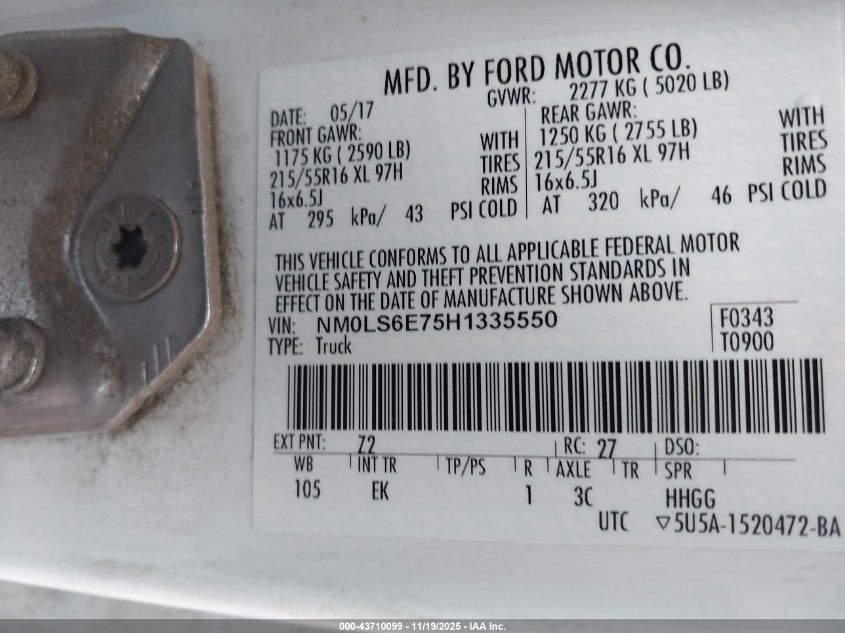 MFD. BY FORD MOTOR CO.
DATE: 05/17 GVWR: 2277 KG ( 5020 LB)
FRONT GAWR: REAR GAWR:
1175 KG ( 2590 LB) WITH 1250 KG ( 2755 LB) WITH
215/55R16 XL 97H TIRES 215/55R16 XL 97H TIRES
16x6.5J RIMS 16x6.5J RIMS
AT 295 kPa/ 43 PSI COLD AT 320 kPa/ 46 PSI COLD
THIS VEHICLE CONFORMS TO ALL APPLICABLE FEDERAL MOTOR
VEHICLE SAFETY AND THEFT PREVENTION STANDARDS IN
EFFECT ON THE DATE OF MANUFACTURE SHOWN ABOVE.
VIN: NM0LS6E75H1335550 F0343
TYPE: Truck T0900
EXT PNT: Z2 RC: 27 DSO:
WB INT TR TP/PS R AXLE TR SPR
105 EK 1 3C HHGG
UTC ▽5U5A-1520472-BA
000-43710099 - 11/19/2025 - IAA Inc.